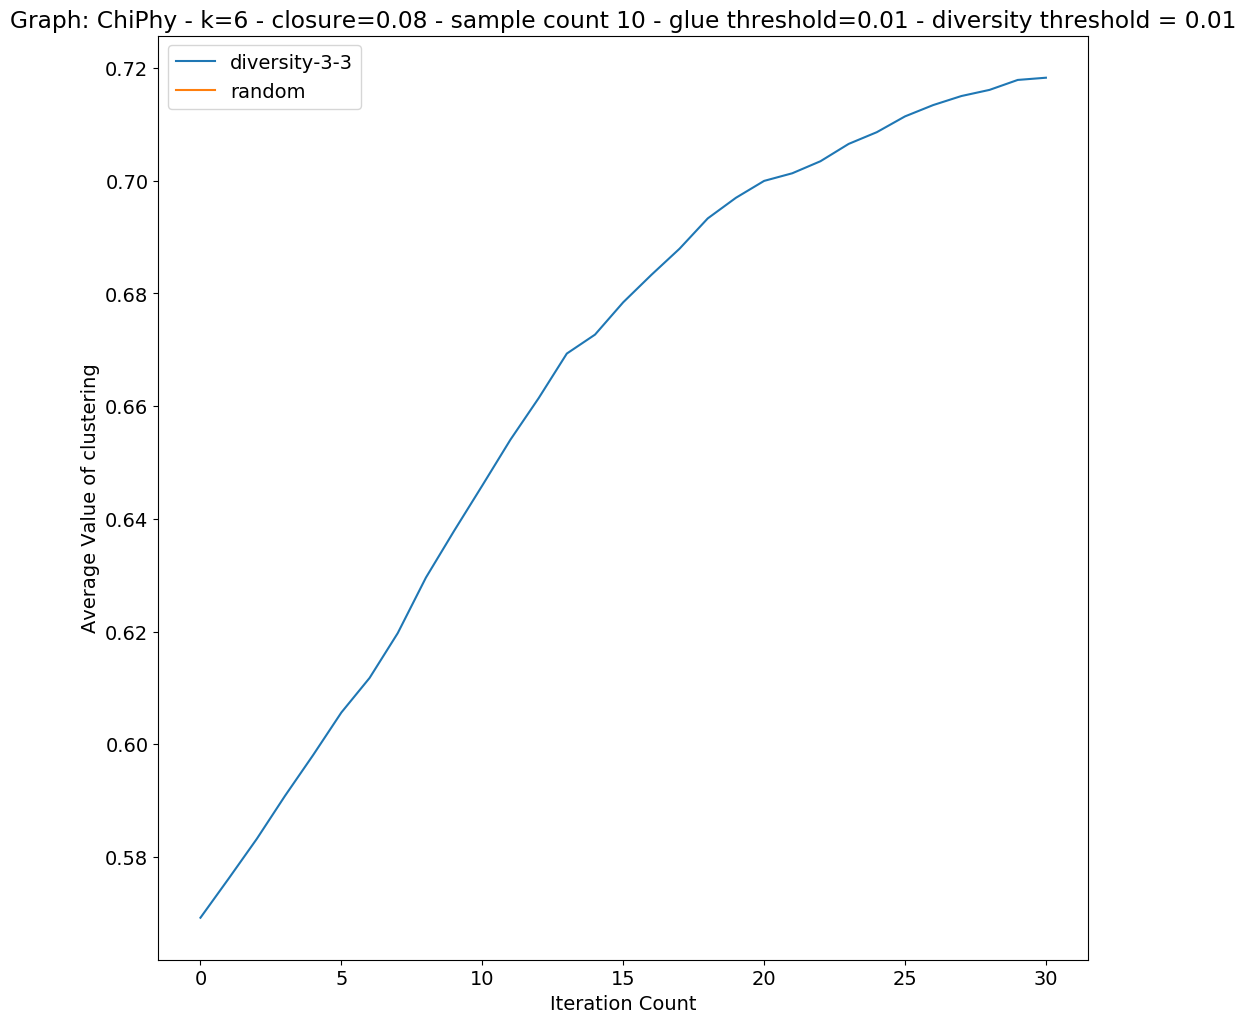 Graph: ChiPhy - k=6 - closure=0.08 - sample count 10 - glue threshold=0.01 - diversity threshold = 0.01
diversity-3-3
random
0.72
0.70
0.68
0.66
0.64
0.62
0.60
0.58
Average Value of clustering
0 5 10 15 20 25 30
Iteration Count